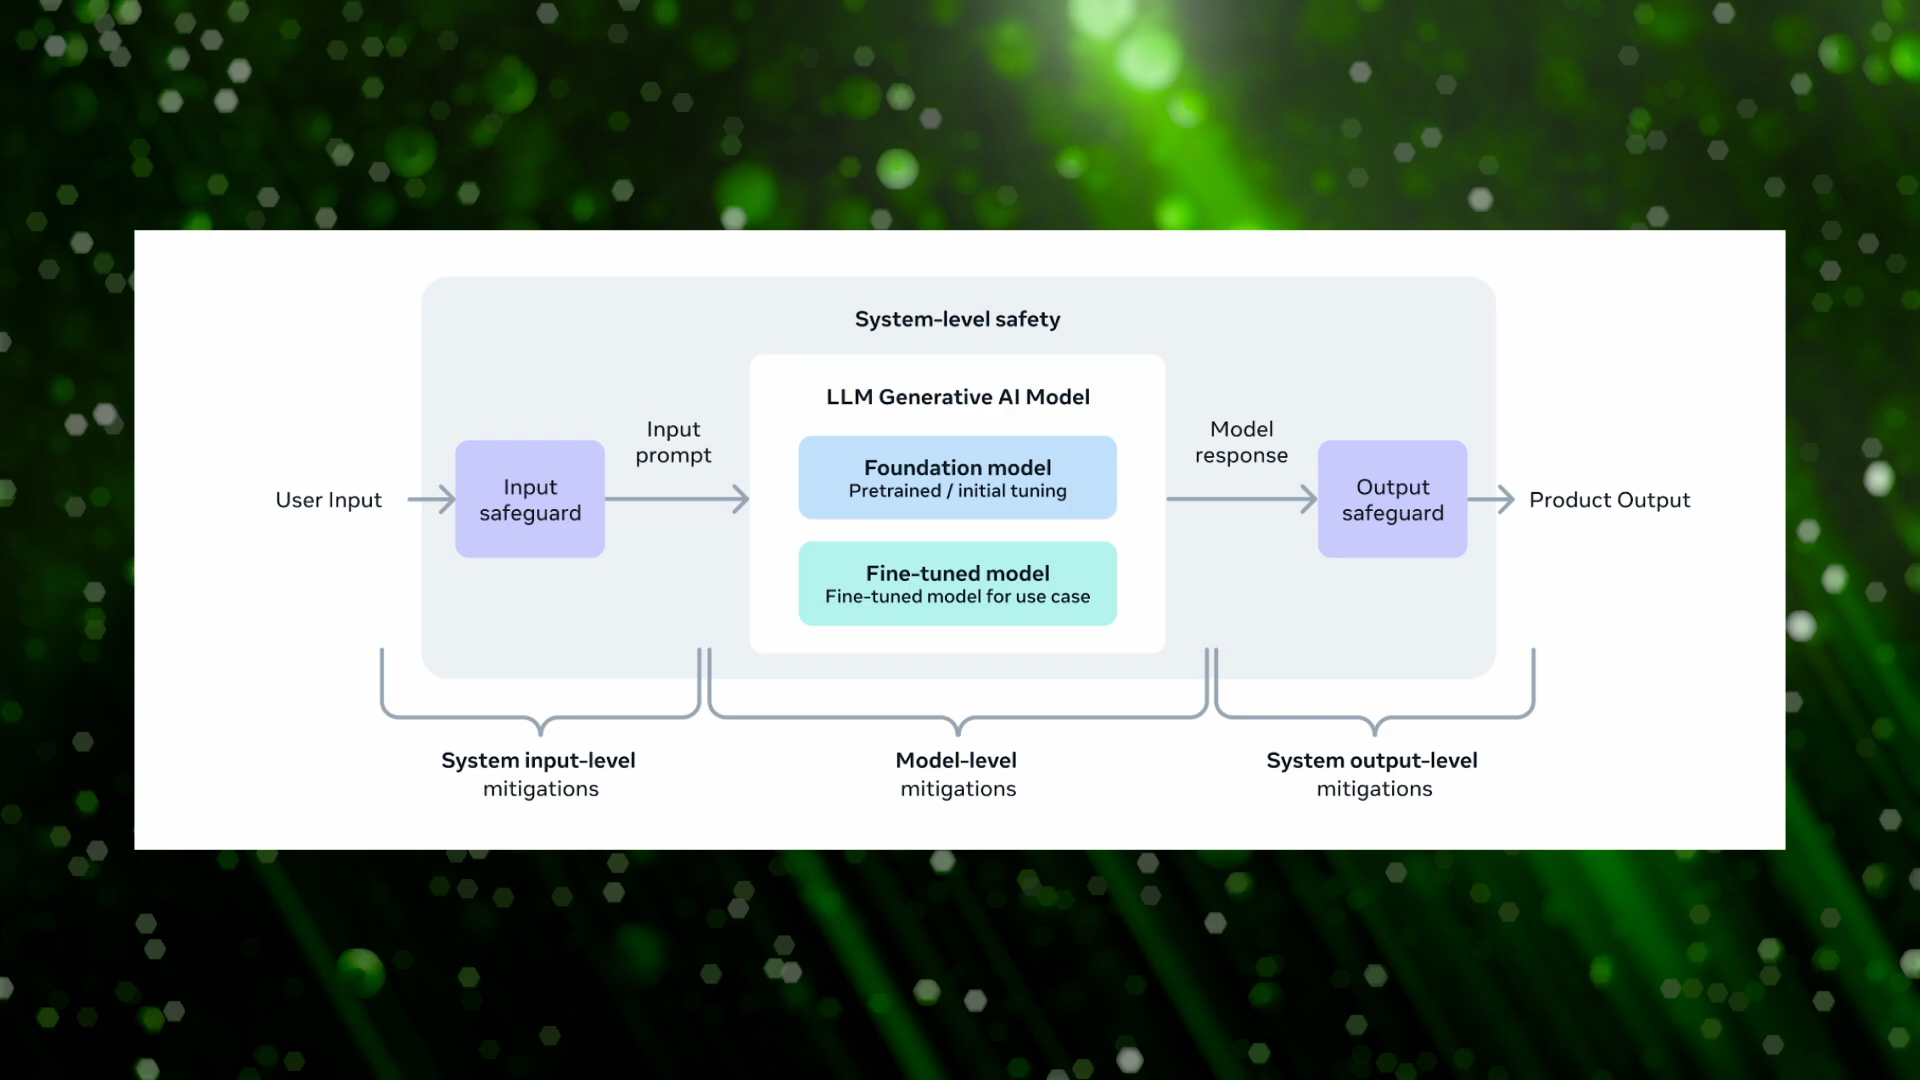 System-level safety
LLM Generative AI Model
Input
prompt
Model
response
Foundation model
Pretrained / initial tuning
User Input
Input
safeguard
Output
safeguard
Product Output
Fine-tuned model
Fine-tuned model for use case
System input-level
mitigations
Model-level
mitigations
System output-level
mitigations